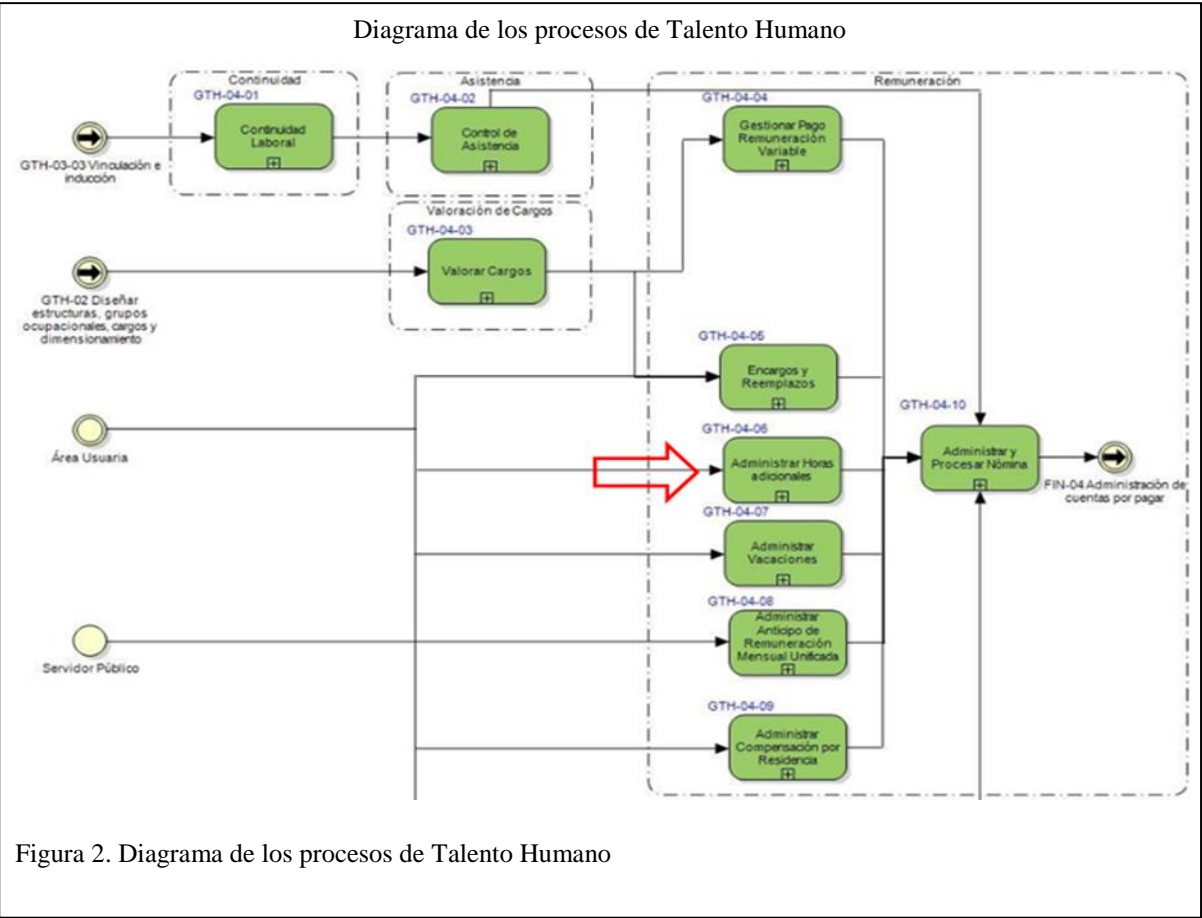 Diagrama de los procesos de Talento Humano
Continuidad
GTH-04-01
Continuidad
Laboral
Asistencia
GTH-04-02
Control de
Asistencia
Remuneración
GTH-04-04
Gestionar Pago
Remuneración
Variable
GTH-03-03 Vinculación e
inducción
Valoración de Cargos
GTH-04-03
Valorar Cargos
GTH-02 Diseñar
estructuras, grupos
ocupacionales, cargos y
dimensionamiento
GTH-04-05
Encargos y
Reemplazos
Área Usuaria
GTH-04-06
Administrar Horas
adicionales
GTH-04-10
Administrar y
Procesar Nómina
FIN-04 Administración de
cuentas por pagar
GTH-04-07
Administrar
Vacaciones
GTH-04-08
Administrar
Anticipo de
Remuneración
Mensual Unificada
Servidor Público
GTH-04-09
Administrar
Compensación por
Residencia
Figura 2. Diagrama de los procesos de Talento Humano